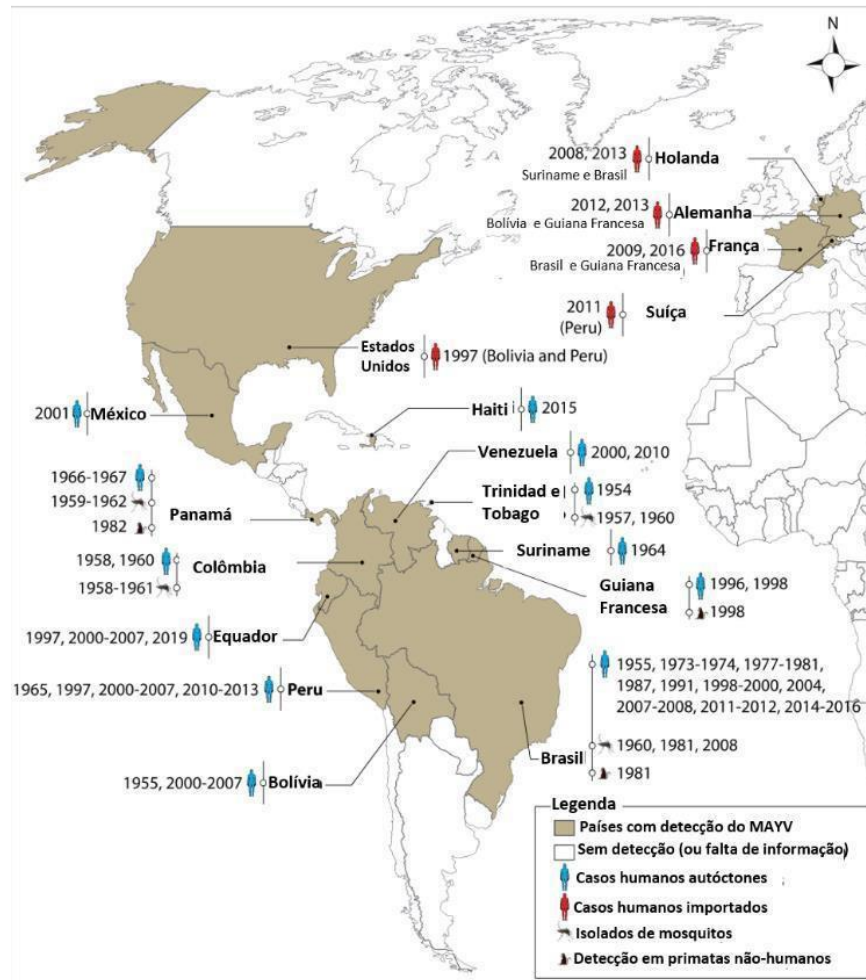 N
2008, 2013 Holanda
Suriname e Brasil
2012, 2013 Alemanha
Bolívia e Guiana Francesa
2009, 2016 França
Brasil e Guiana Francesa
2011 Suíça
(Peru)
Estados
Unidos
1997 (Bolivia and Peru)
2001 México
Haiti 2015
Venezuela 2000, 2010
1966-1967
1959-1962
1982
Panamá
Trinidad e
Tobago
1954
1957, 1960
1958, 1960
1958-1961
Colômbia
Suriname 1964
Guiana
Francesa
1996, 1998
1998
1997, 2000-2007, 2019 Equador
1965, 1997, 2000-2007, 2010-2013 Peru
1955, 1973-1974, 1977-1981,
1987, 1991, 1998-2000, 2004,
2007-2008, 2011-2012, 2014-2016
Brasil
1960, 1981, 2008
1981
1955, 2000-2007 Bolívia
Legenda
Países com detecção do MAYV
Sem detecção (ou falta de informação)
Casos humanos autóctones
Casos humanos importados
Isolados de mosquitos
Detecção em primatas não-humanos